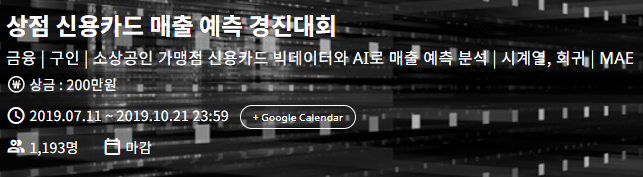 상점 신용카드 매출 예측 경진대회
금융 | 구인 | 소상공인 가맹점 신용카드 빅데이터와 AI로 매출 예측 분석 | 시계열, 회귀 | MAE
₩ 상금 : 200만원
2019.07.11 ~ 2019.10.21 23:59 + Google Calendar
1,193명 마감